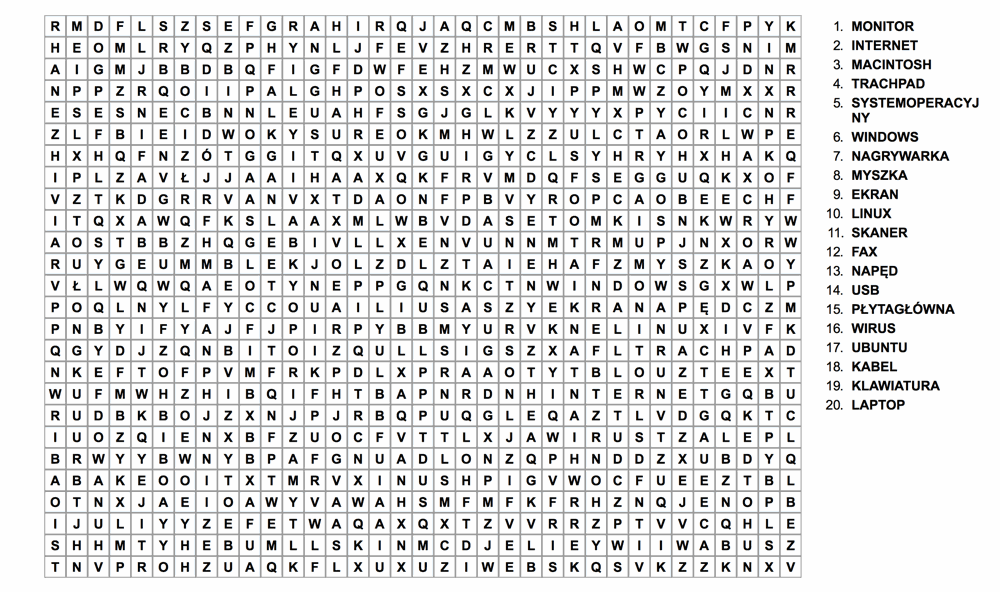 R M D F L S Z S E F G R A H I R Q J A Q C M B S H L A O M T C F P Y K
H E O M L R Y Q Z P H Y N L J F E V Z H R E R T T Q V F B W G S N I M
A I G M J B B D B Q F I G F D W F E H Z M W U C X S H W C P Q J D N R
N P P Z R Q O I I P A L G H P O S X S X C X J I P P M W Z O Y M X X R
E S E S N E C B N N L E U A H F S G J G L K V Y Y Y X P Y C I I C N R
Z L F B I E I D W O K Y S U R E O K M H W L Z Z U L C T A O R L W P E
H X H Q F N Z Ó T G G I T Q X U V G U I G Y C L S Y H R Y H X H A K Q
I P L Z A V Ł J J A A I H A A X Q K F R V M D Q F S E G G U Q K X O F
V Z T K D G R R V A N V X T D A O N F P B V Y R O P C A O B E E C H F
I T Q X A W Q F K S L A A X M L W B V D A S E T O M K I S N K W R Y W
A O S T B B Z H Q G E B I V L L X E N V U N N M T R M U P J N X O R W
R U Y G E U M M B L E K J O L Z D L Z T A I E H A F Z M Y S Z K A O Y
V Ł L W Q W Q A E O T Y N E P P G Q N K C T N W I N D O W S G X W L P
P O Q L N Y L F Y C C O U A I L I U S A S Z Y E K R A N A P Ę D C Z M
P N B Y I F Y A J F J P I R P Y B B M Y U R V K N E L I N U X I V F K
Q G Y D J Z Q N B I T O I Z Q U L L S I G S Z X A F L T R A C H P A D
N K E F T O F P V M F R K P D L X P R A A O T Y T B L O U Z T E E X T
W U F M W H Z H I B Q I F H T B A P N R D N H I N T E R N E T G Q B U
R U D B K B O J Z X N J P J R B Q P U Q G L E Q A Z T L V D G Q K T C
I U O Z Q I E N X B F Z U O C F V T T L X J A W I R U S T Z A L E P L
B R W Y Y B W N Y B P A F G N U A D L O N Z Q P H N D D Z X U B D Y Q
A B A K E O O I T X T M R V X I N U S H P I G V W O C F U E E Z T B L
O T N X J A E I O A W Y V A W A H S M F M F K F R H Z N Q J E N O P B
I J U L I Y Y Z E F E T W A Q A X Q X T Z V V R R Z P T V V C Q H L E
S H H M T Y H E B U M L L S K I N M C D J E L I E Y W I I W A B U S Z
T N V P R O H Z U A Q K F L X U X U Z I W E B S K Q S V K Z Z K N X V
1. MONITOR
2. INTERNET
3. MACINTOSH
4. TRACHPAD
5. SYSTEMOPERACYJ
NY
6. WINDOWS
7. NAGRYWARKA
8. MYSZKA
9. EKRAN
10. LINUX
11. SKANER
12. FAX
13. NAPĘD
14. USB
15. PŁYTAGŁÓWNA
16. WIRUS
17. UBUNTU
18. KABEL
19. KLAWIATURA
20. LAPTOP